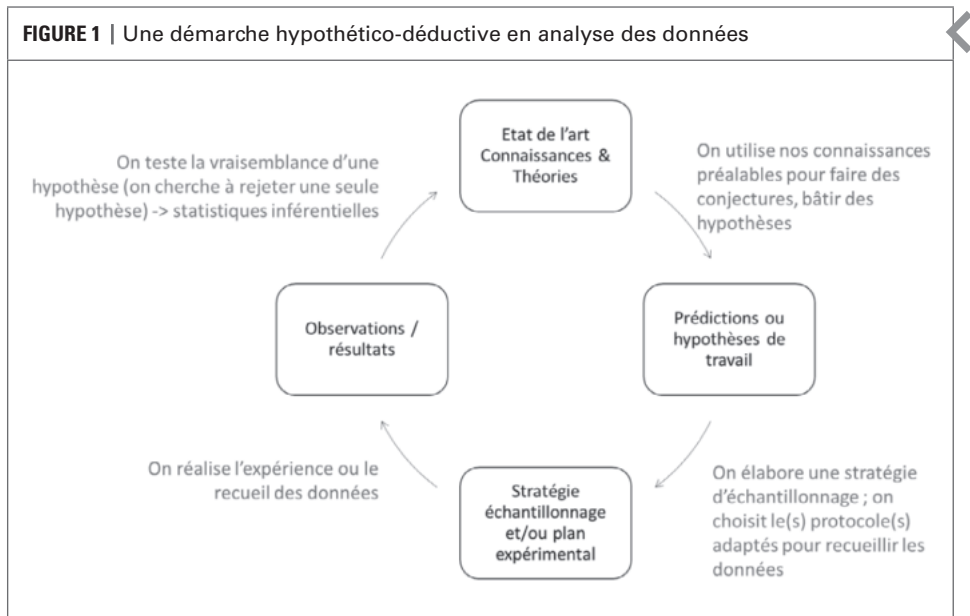 FIGURE 1 | Une démarche hypothético-déductive en analyse des données
Etat de l'art
Connaissances &
Théories
On utilise nos connaissances
préalables pour faire des
conjectures, bâtir des
hypothèses
Prédictions ou
hypothèses de
travail
On élabore une stratégie
d'échantillonnage ; on
choisit le(s) protocole(s)
adaptés pour recueillir les
données
Stratégie
échantillonnage
et/ou plan
expérimental
On réalise l'expérience ou le
recueil des données
Observations /
résultats
On teste la vraisemblance d'une
hypothèse (on cherche à rejeter une seule
hypothèse) -> statistiques inférentielles